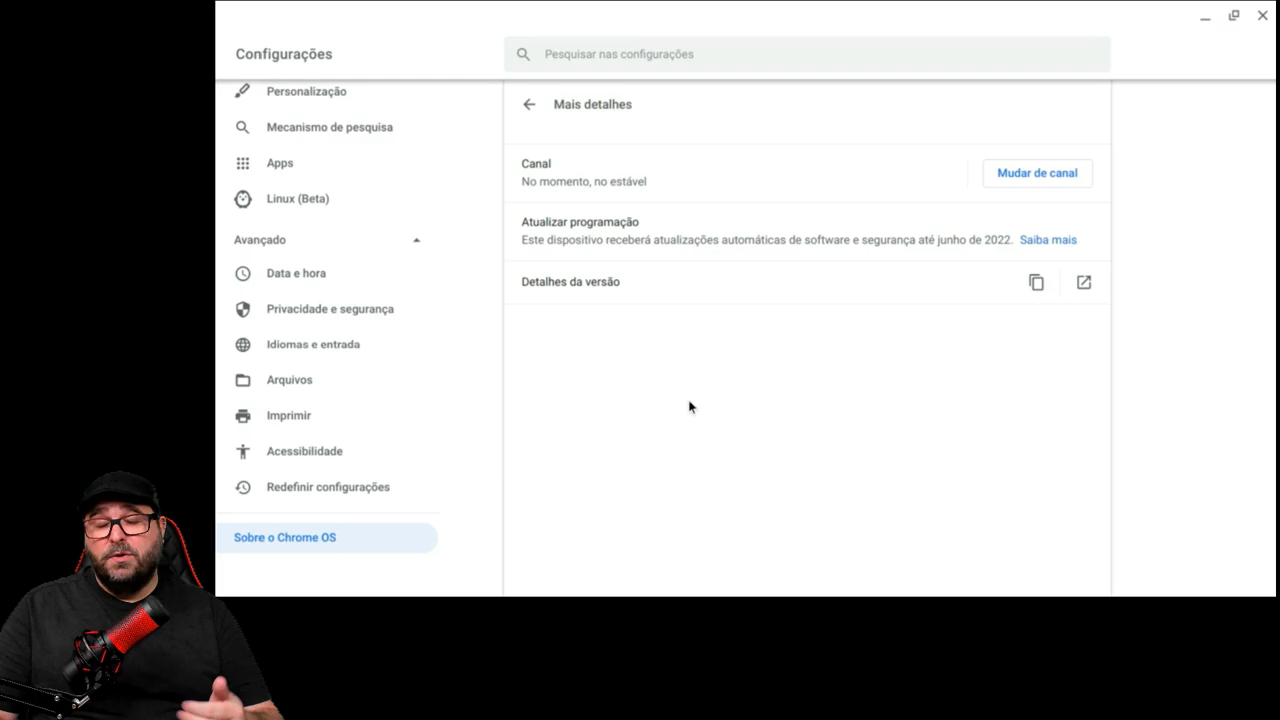 Configurações
Pesquisar nas configurações
Personalização
Mecanismo de pesquisa
Apps
Linux (Beta)
Avançado
Data e hora
Privacidade e segurança
Idiomas e entrada
Arquivos
Imprimir
Acessibilidade
Redefinir configurações
Sobre o Chrome OS
Mais detalhes
Canal
No momento, no estável
Mudar de canal
Atualizar programação
Este dispositivo receberá atualizações automáticas de software e segurança até junho de 2022. Saiba mais
Detalhes da versão